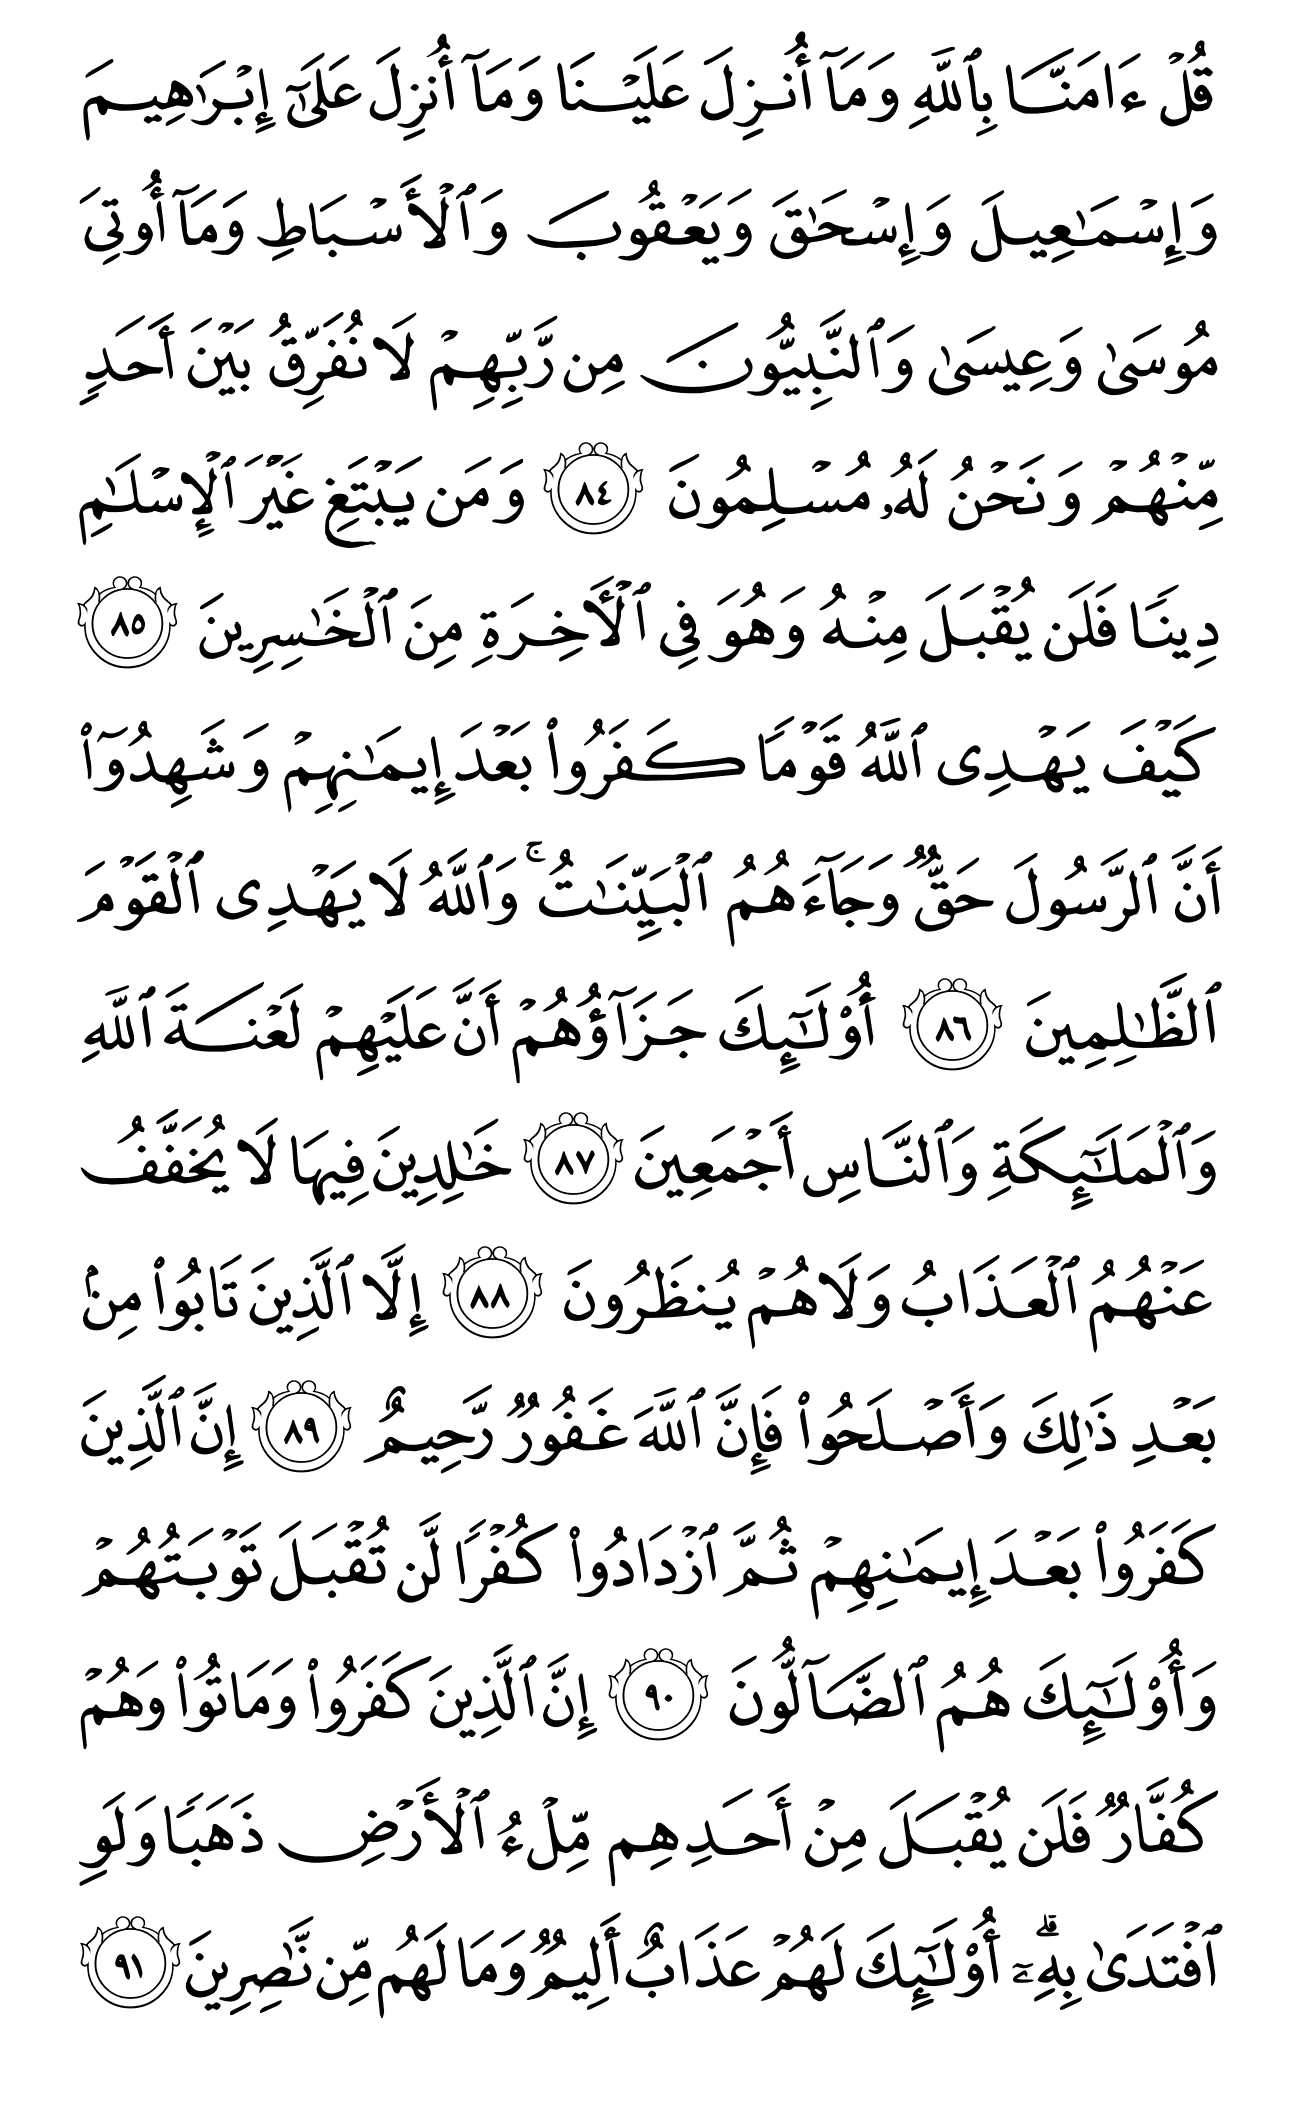 قُلۡ ءَامَنَّا بِٱللَّهِ وَمَآ أُنزِلَ عَلَيۡنَا وَمَآ أُنزِلَ عَلَىٰٓ إِبۡرَٰهِيمَ
وَإِسۡمَٰعِيلَ وَإِسۡحَٰقَ وَيَعۡقُوبَ وَٱلۡأَسۡبَاطِ وَمَآ أُوتِيَ
مُوسَىٰ وَعِيسَىٰ وَٱلنَّبِيُّونَ مِن رَّبِّهِمۡ لَا نُفَرِّقُ بَيۡنَ أَحَدٖ
مِّنۡهُمۡ وَنَحۡنُ لَهُۥ مُسۡلِمُونَ ٨٤ وَمَن يَبۡتَغِ غَيۡرَ ٱلۡإِسۡلَٰمِ
دِينٗا فَلَن يُقۡبَلَ مِنۡهُ وَهُوَ فِي ٱلۡأٓخِرَةِ مِنَ ٱلۡخَٰسِرِينَ ٨٥
كَيۡفَ يَهۡدِي ٱللَّهُ قَوۡمٗا كَفَرُواْ بَعۡدَ إِيمَٰنِهِمۡ وَشَهِدُوٓاْ
أَنَّ ٱلرَّسُولَ حَقّٞ وَجَآءَهُمُ ٱلۡبَيِّنَٰتُۚ وَٱللَّهُ لَا يَهۡدِي ٱلۡقَوۡمَ
ٱلظَّٰلِمِينَ ٨٦ أُوْلَٰٓئِكَ جَزَآؤُهُمۡ أَنَّ عَلَيۡهِمۡ لَعۡنَةَ ٱللَّهِ
وَٱلۡمَلَٰٓئِكَةِ وَٱلنَّاسِ أَجۡمَعِينَ ٨٧ خَٰلِدِينَ فِيهَا لَا يُخَفَّفُ
عَنۡهُمُ ٱلۡعَذَابُ وَلَا هُمۡ يُنظَرُونَ ٨٨ إِلَّا ٱلَّذِينَ تَابُواْ مِنۢ
بَعۡدِ ذَٰلِكَ وَأَصۡلَحُواْ فَإِنَّ ٱللَّهَ غَفُورٞ رَّحِيمٌ ٨٩ إِنَّ ٱلَّذِينَ
كَفَرُواْ بَعۡدَ إِيمَٰنِهِمۡ ثُمَّ ٱزۡدَادُواْ كُفۡرٗا لَّن تُقۡبَلَ تَوۡبَتُهُمۡ
وَأُوْلَٰٓئِكَ هُمُ ٱلضَّآلُّونَ ٩٠ إِنَّ ٱلَّذِينَ كَفَرُواْ وَمَاتُواْ وَهُمۡ
كُفَّارٞ فَلَن يُقۡبَلَ مِنۡ أَحَدِهِم مِّلۡءُ ٱلۡأَرۡضِ ذَهَبٗا وَلَوِ
ٱفۡتَدَىٰ بِهِۦٓۗ أُوْلَٰٓئِكَ لَهُمۡ عَذَابٌ أَلِيمٞ وَمَا لَهُم مِّن نَّٰصِرِينَ ٩١